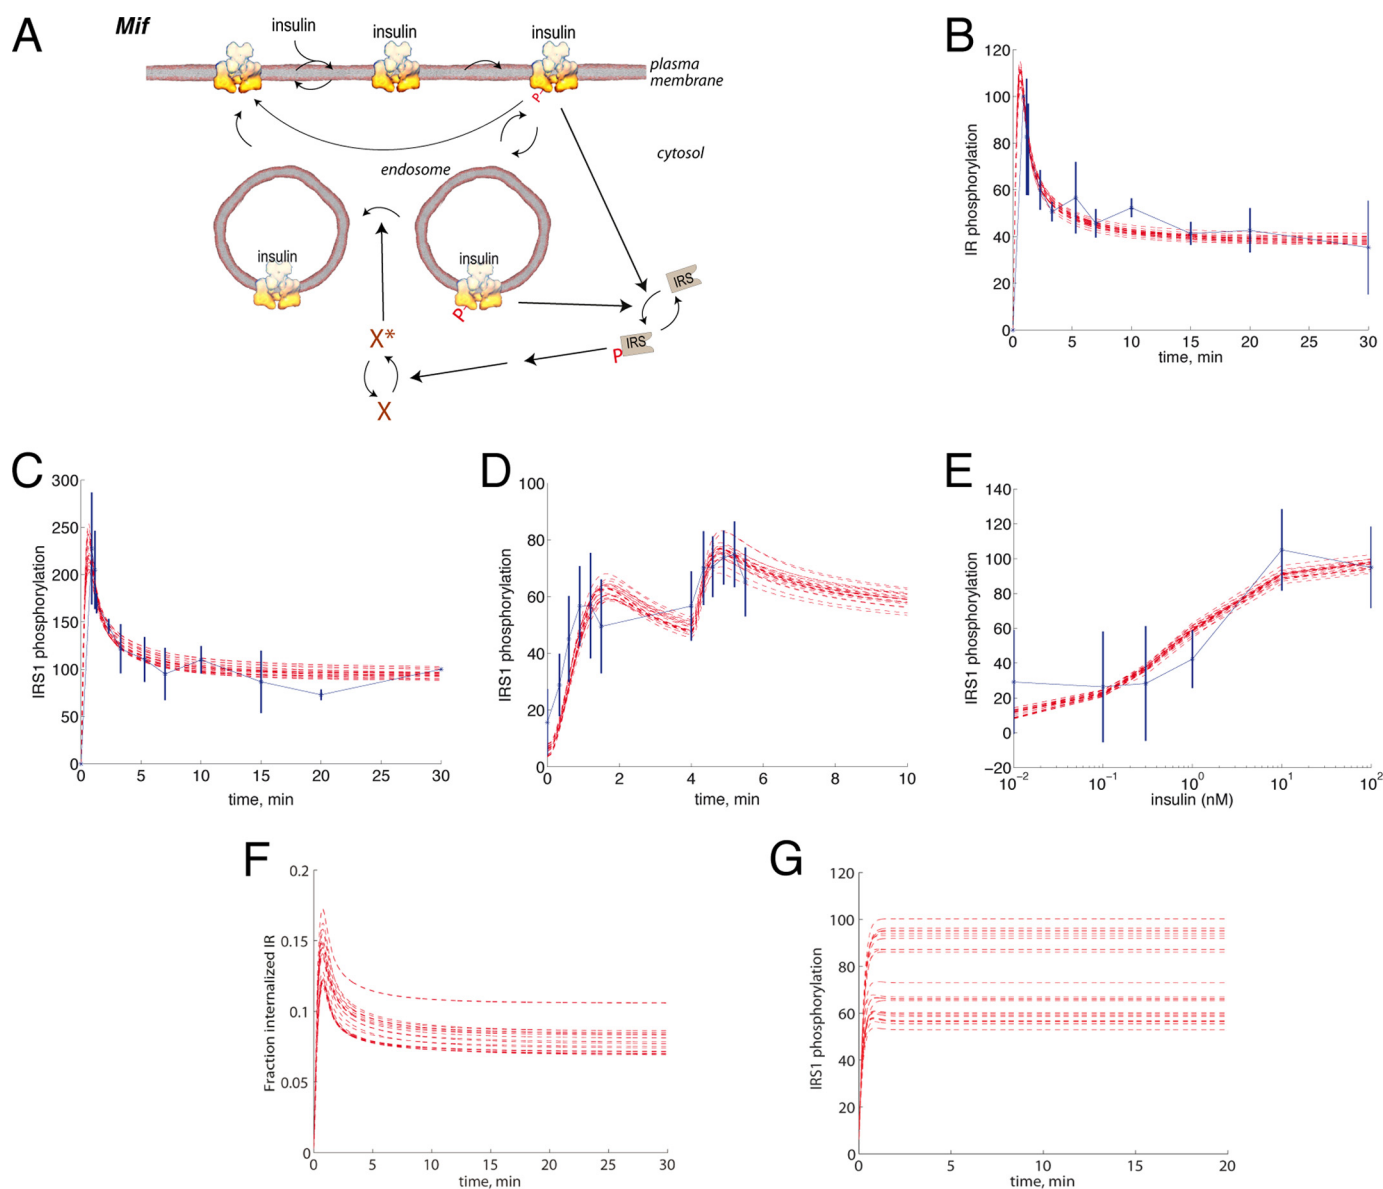 A
Mif
insulin
insulin
insulin
plasma
membrane
P-
cytosol
endosome
insulin
insulin
P-
IRS
IRS
P
X*
X
B
IR phosphorylation
120
100
80
60
40
20
0
0 5 10 15 20 25 30
time, min
C
IRS1 phosphorylation
300
250
200
150
100
50
0
0 5 10 15 20 25 30
time, min
D
IRS1 phosphorylation
100
80
60
40
20
0
0 2 4 6 8 10
time, min
E
IRS1 phosphorylation
140
120
100
80
60
40
20
0
−20
10⁻² 10⁻¹ 10⁰ 10¹ 10²
insulin (nM)
F
Fraction internalized IR
0.2
0.15
0.1
0.05
0
0 5 10 15 20 25 30
time, min
G
IRS1 phosphorylation
120
100
80
60
40
20
0
0 5 10 15 20
time, min